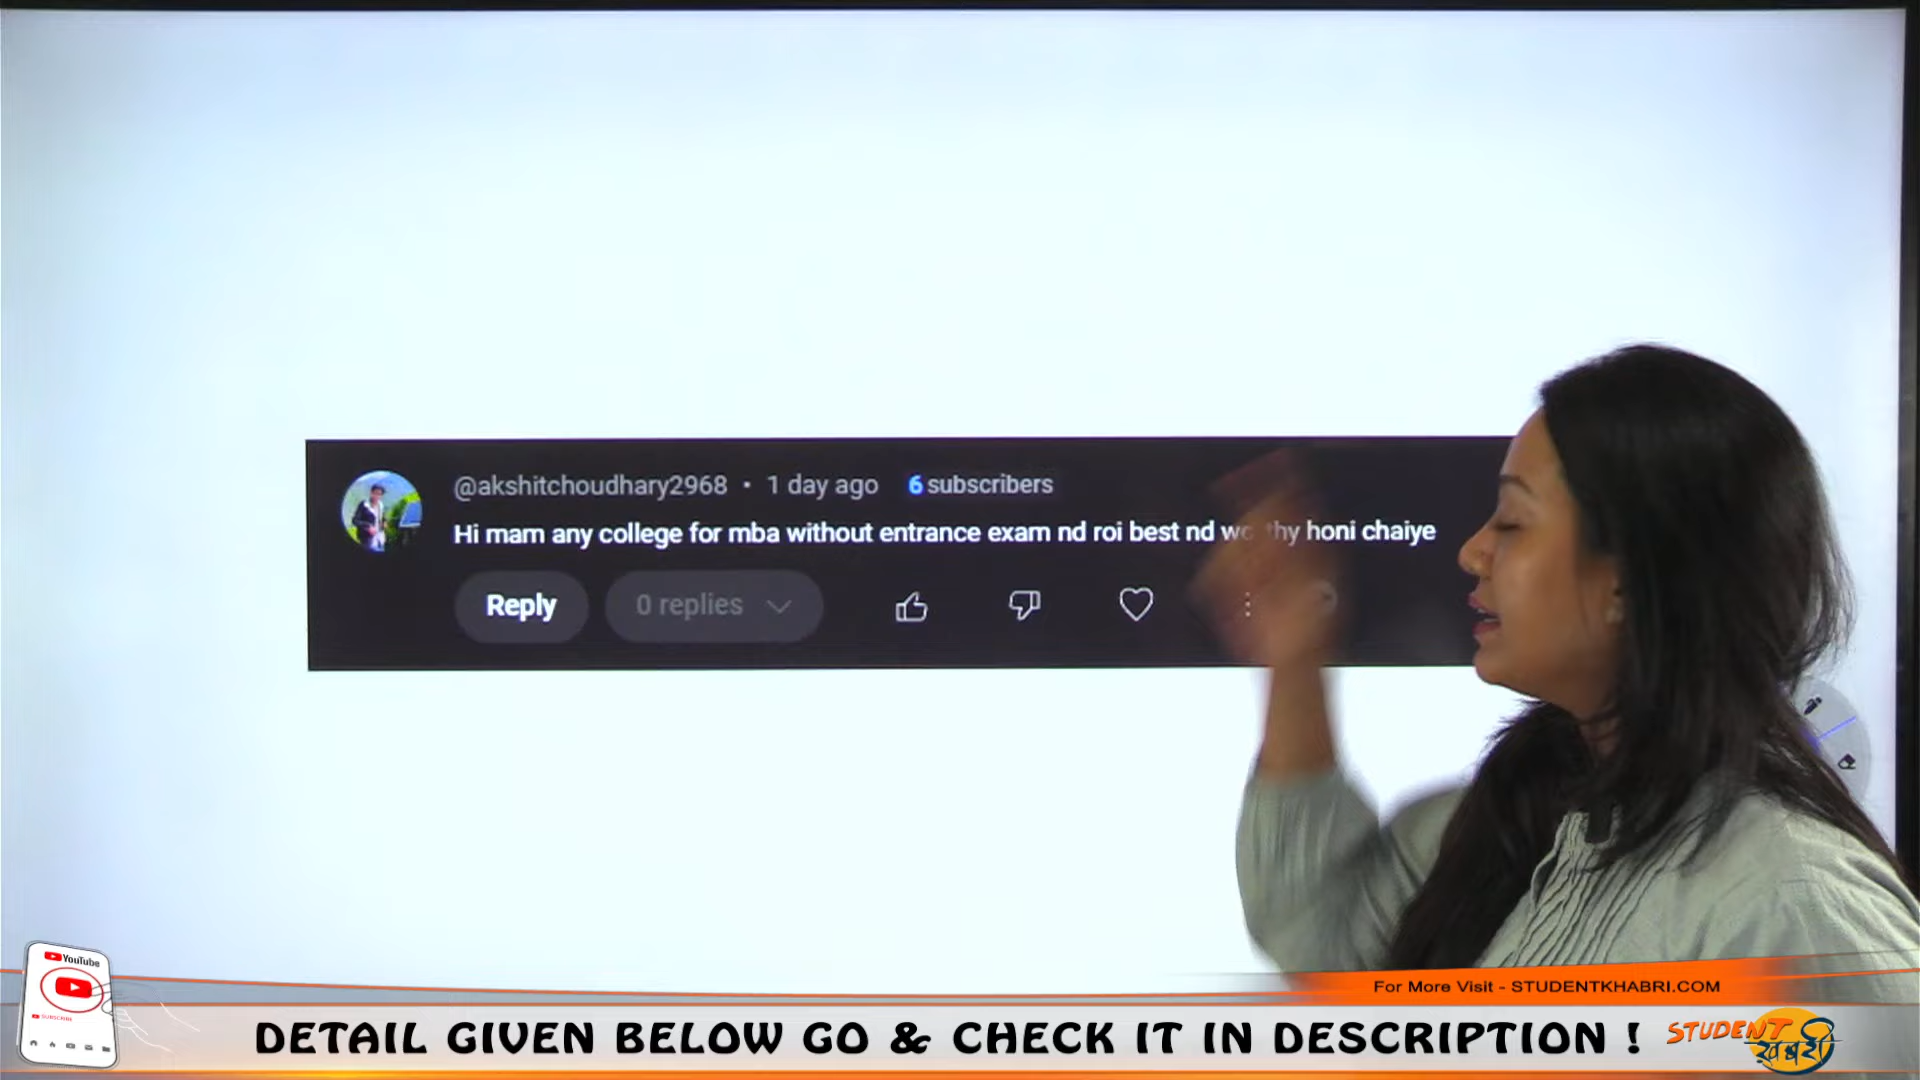 @akshitchoudhary2968 • 1 day ago 6 subscribers
Hi mam any college for mba without entrance exam nd roi best nd honi chaiye
Reply 0 replies
YouTube
SUBSCRIBE
For More Visit - STUDENTKHABRI.COM
DETAIL GIVEN BELOW GO & CHECK IT IN DESCRIPTION !
STUDENT
खबरी